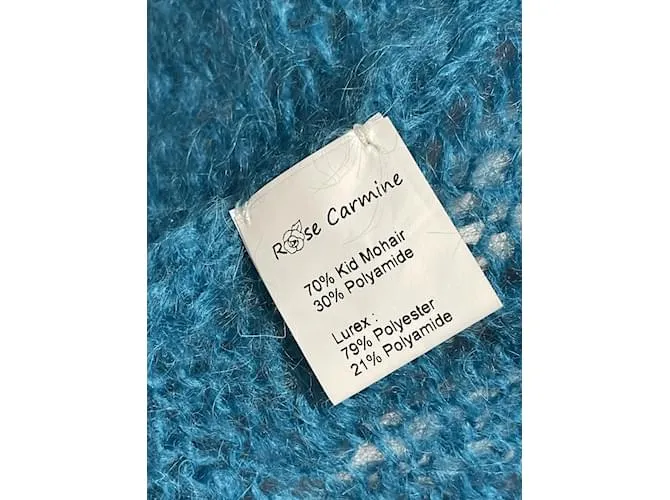 Rose Carmine
70% Kid Mohair
30% Polyamide
Lurex :
79% Polyester
21% Polyamide